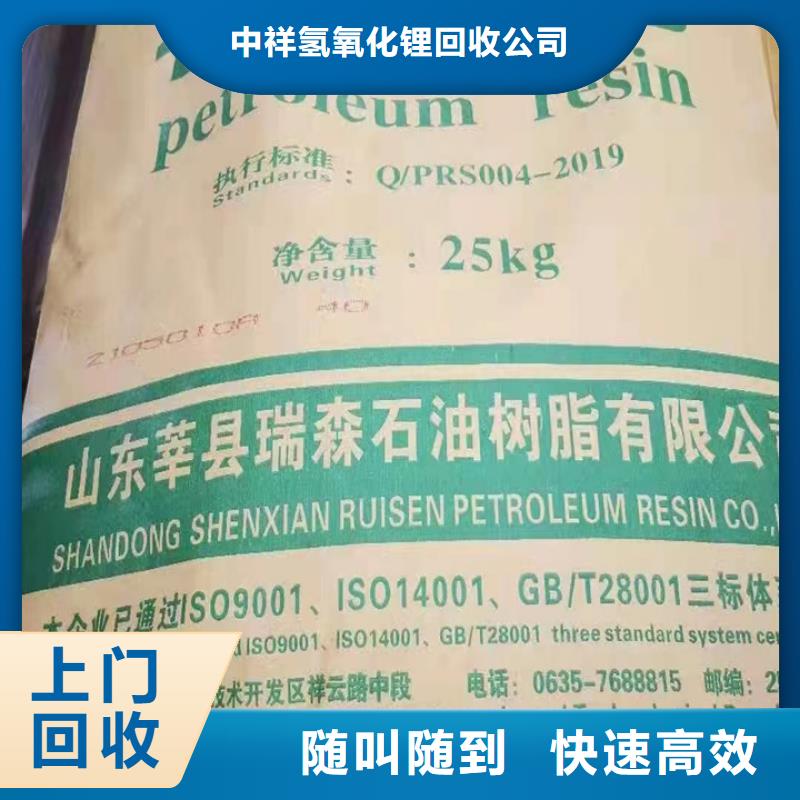 中祥氢氧化锂回收公司
petroleum resin
执行标准 : Q/PRS004-2019
Standards
净含量 : 25kg
Weight
2105010A 40
山东莘县瑞森石油树脂有限公
SHANDONG SHENXIAN RUISEN PETROLEUM RESIN CO.,
本企业已通过ISO9001、ISO14001、GB/T28001三标体
ISO9001、ISO14001、GB/T28001 three standard system cer
技术开发区祥云路中段 电话: 0635-7688815 邮编: 2
上门
回收
随叫随到 快速高效